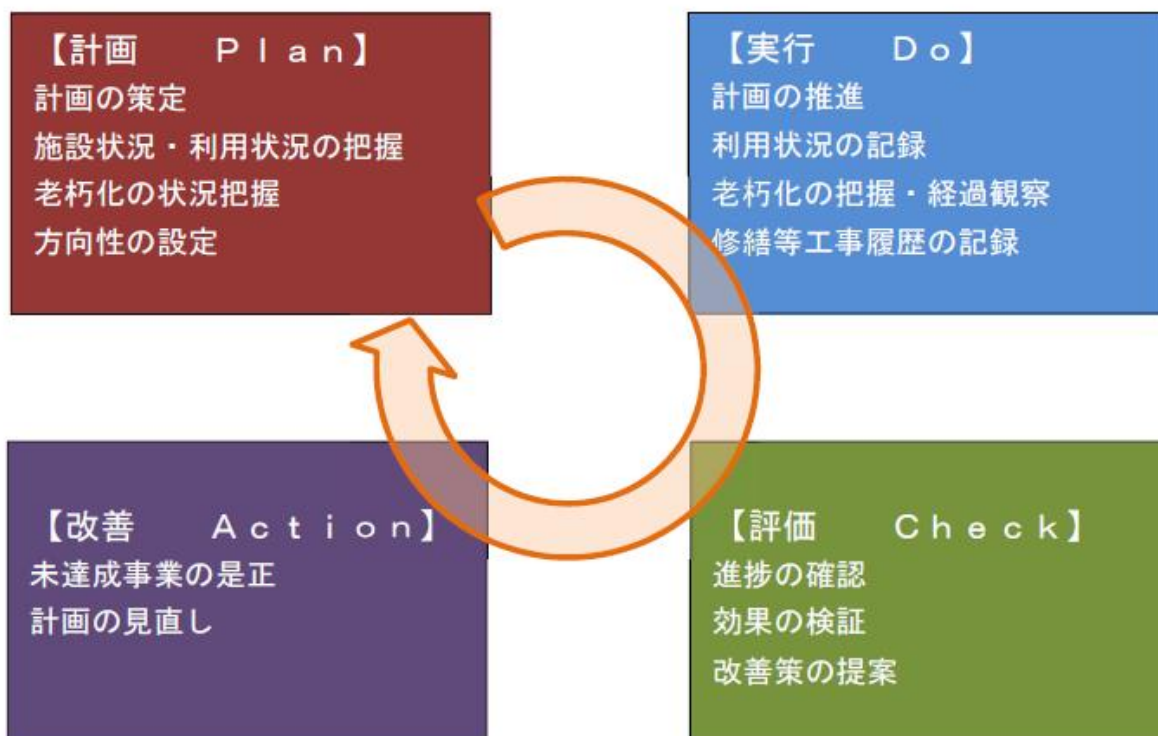 【計画　　Ｐｌａｎ】
計画の策定
施設状況・利用状況の把握
老朽化の状況把握
方向性の設定
【実行　　Ｄｏ】
計画の推進
利用状況の記録
老朽化の把握・経過観察
修繕等工事履歴の記録
【改善　　Ａｃｔｉｏｎ】
未達成事業の是正
計画の見直し
【評価　　Ｃｈｅｃｋ】
進捗の確認
効果の検証
改善策の提案